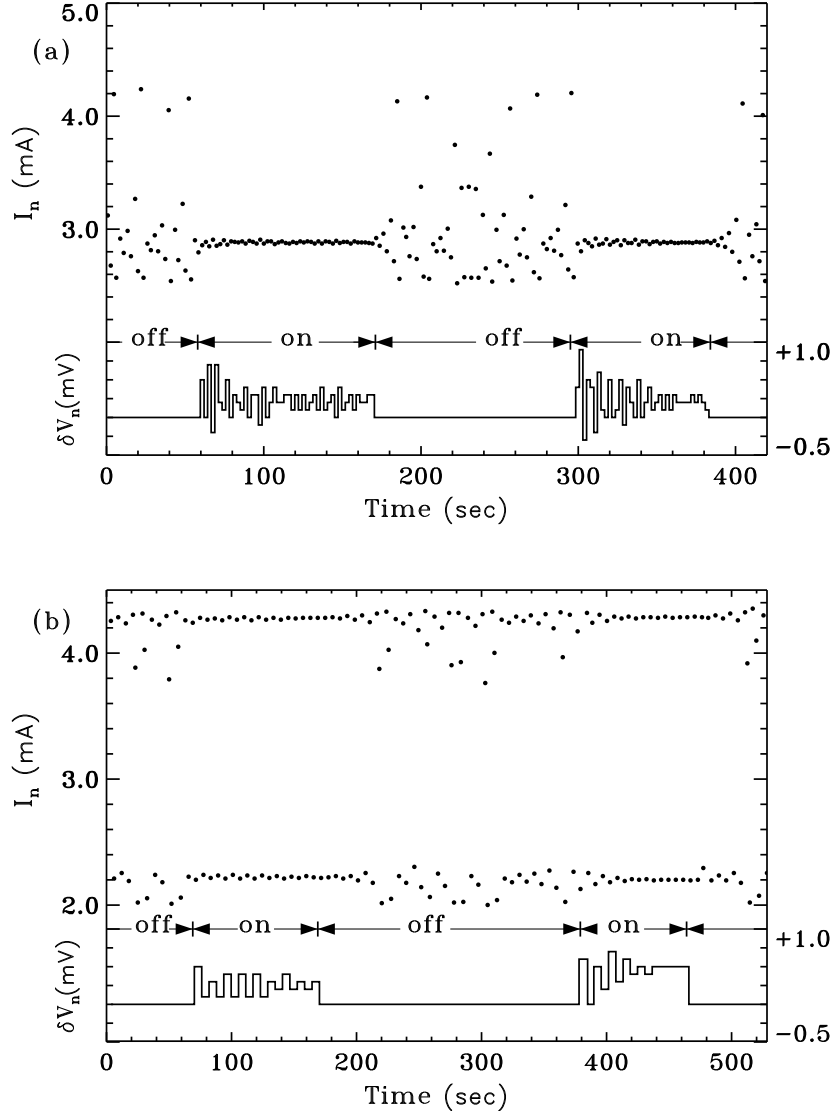 5.0
(a)
4.0
I_n (mA)
3.0
off on off on
+1.0
δV_n(mV)
−0.5
0 100 200 300 400
Time (sec)
(b)
4.0
I_n (mA)
3.0
2.0
off on off on
+1.0
δV_n(mV)
−0.5
0 100 200 300 400 500
Time (sec)